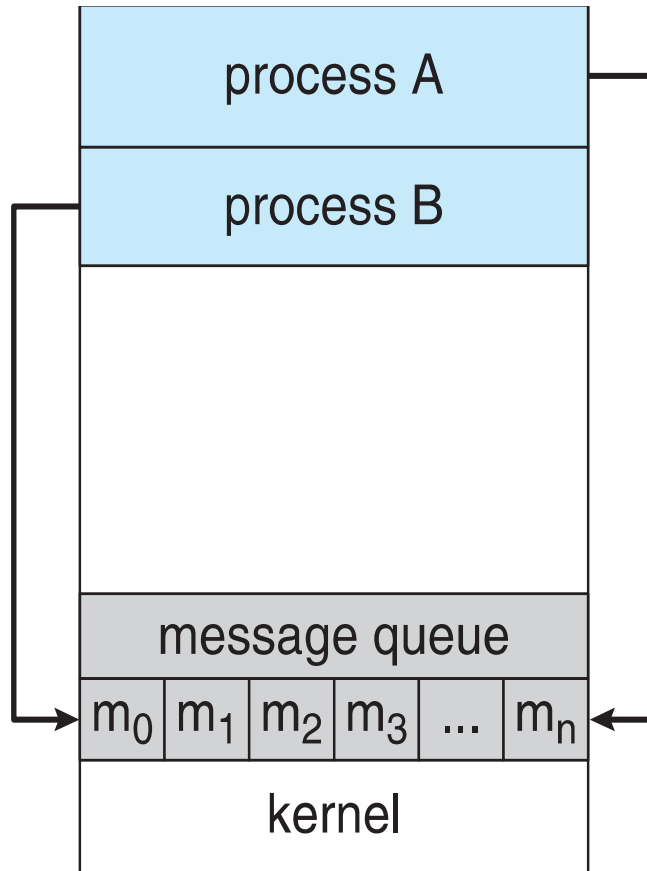 process A
process B
message queue
m₀ m₁ m₂ m₃ ... mₙ
kernel